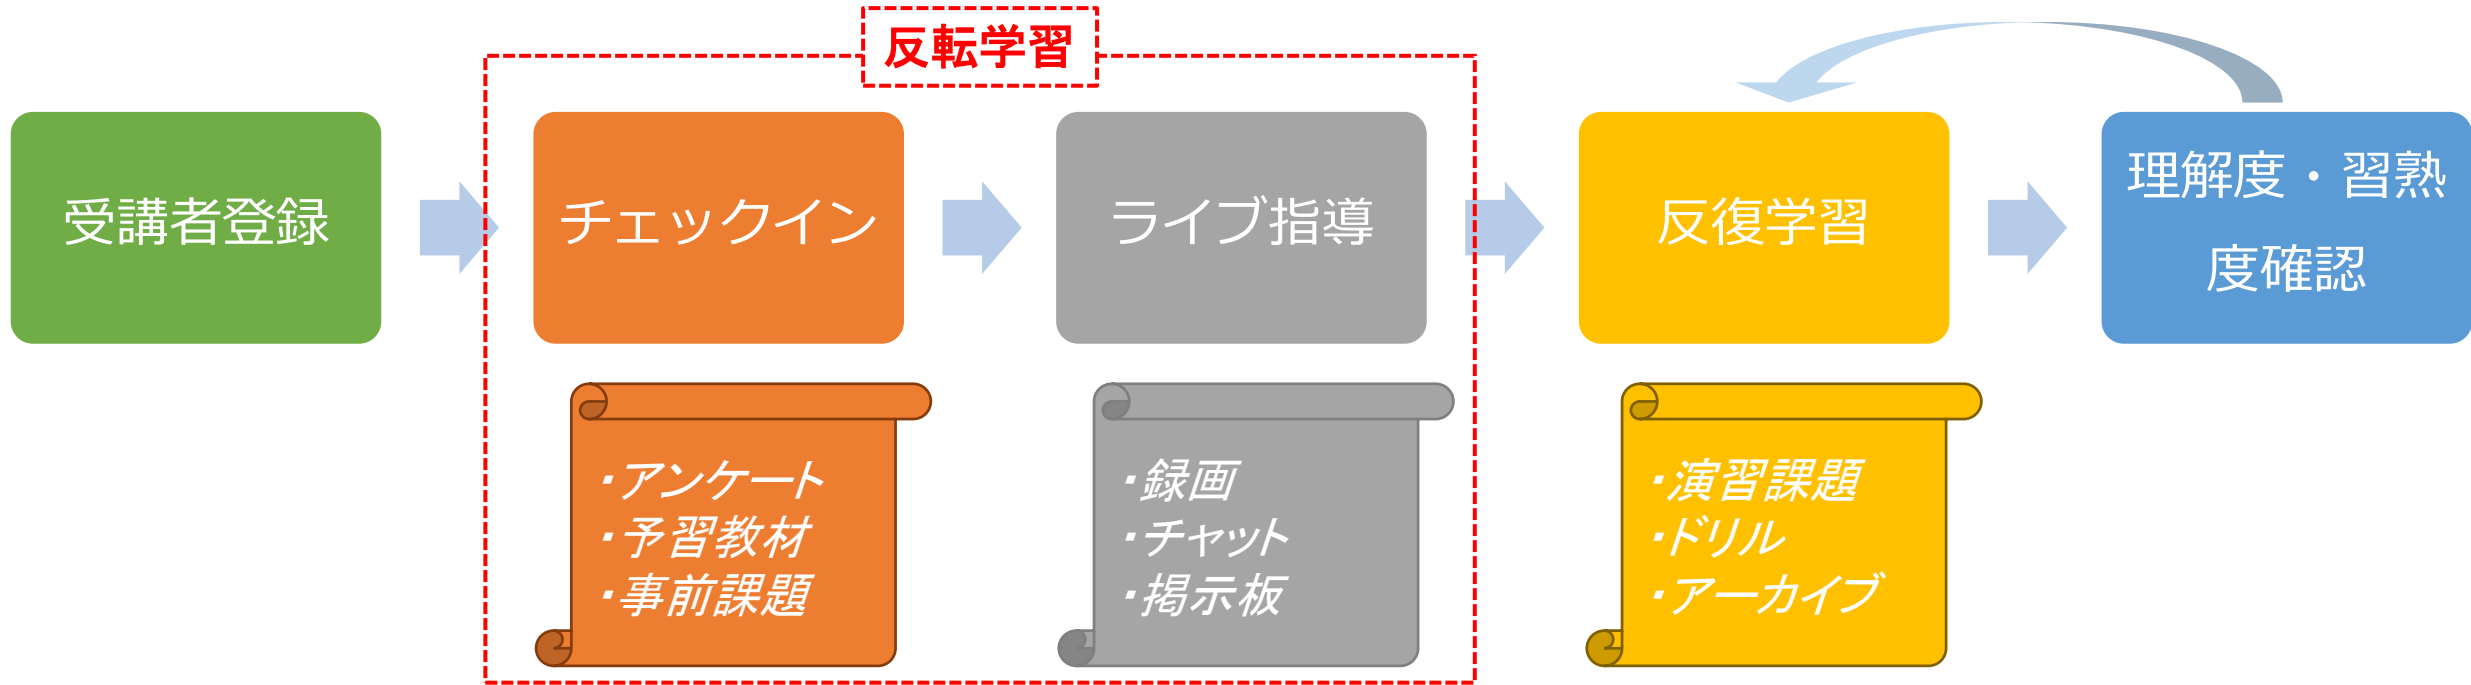 反転学習
受講者登録
チェックイン
ライブ指導
反復学習
理解度・習熟
度確認
・アンケート
・予習教材
・事前課題
・録画
・チャット
・掲示板
・演習課題
・ドリル
・アーカイブ